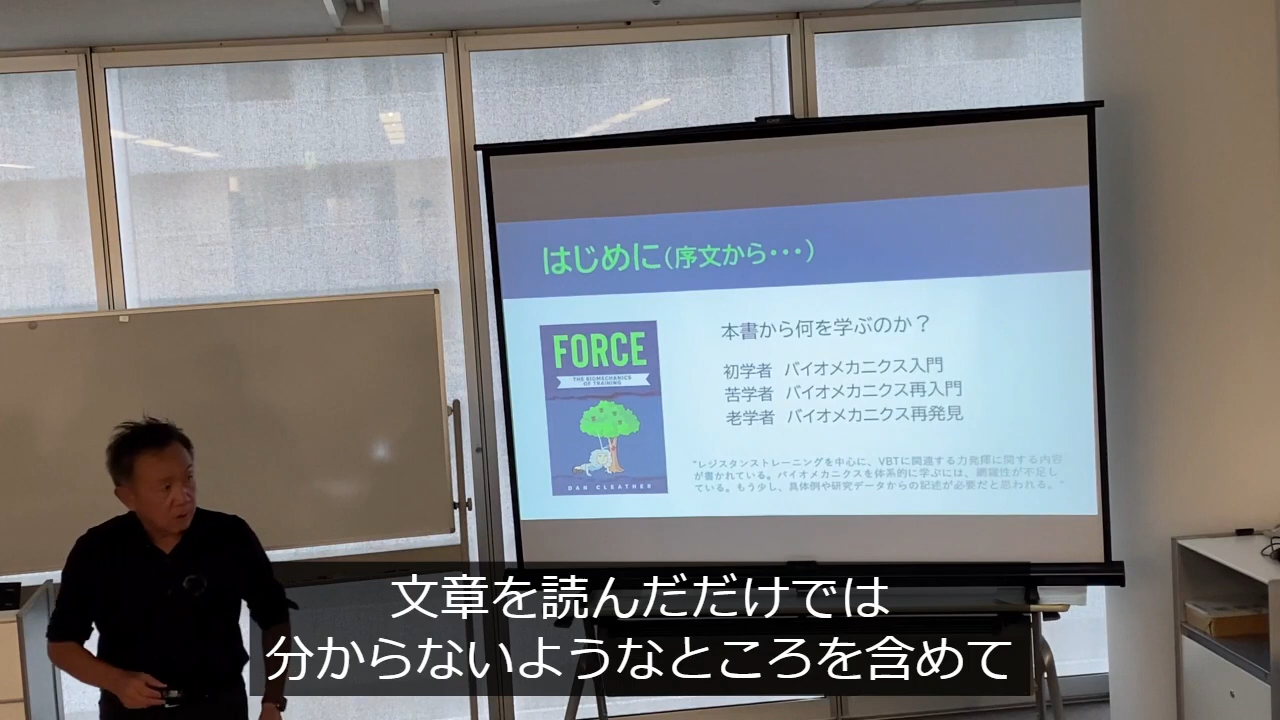 はじめに(序文から・・・)
FORCE
THE BIOMECHANICS
OF TRAINING
DAN CLEATHER
本書から何を学ぶのか？
初学者 バイオメカニクス入門
苦学者 バイオメカニクス再入門
老学者 バイオメカニクス再発見
"レジスタンストレーニングを中心に、VBTに関連する力発揮に関する内容
が書かれている。バイオメカニクスを体系的に学ぶには、網羅性が不足し
ている。もう少し、具体例や研究データからの記述が必要だと思われる。"
文章を読んだだけでは
分からないようなところを含めて